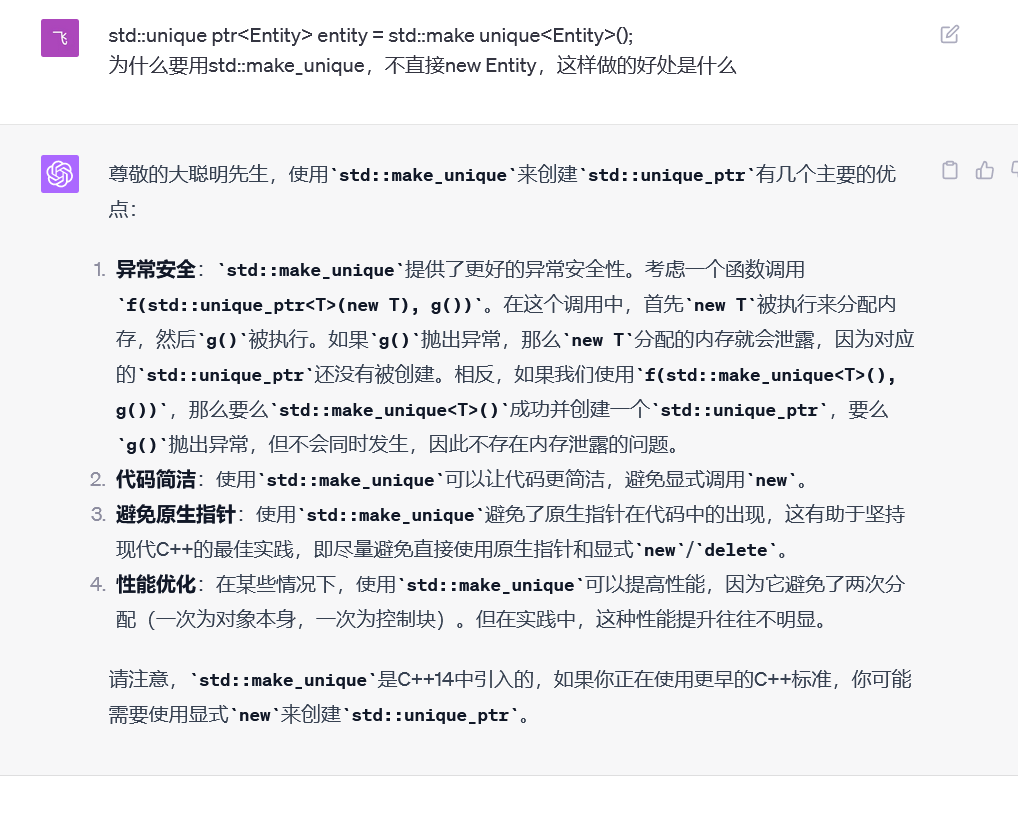 飞
std::unique ptr<Entity> entity = std::make unique<Entity>();
为什么要用std::make_unique，不直接new Entity，这样做的好处是什么
尊敬的大聪明先生，使用`std::make_unique`来创建`std::unique_ptr`有几个主要的优
点：
1. 异常安全：`std::make_unique`提供了更好的异常安全性。考虑一个函数调用
`f(std::unique_ptr<T>(new T), g())`。在这个调用中，首先`new T`被执行来分配内
存，然后`g()`被执行。如果`g()`抛出异常，那么`new T`分配的内存就会泄露，因为对应
的`std::unique_ptr`还没有被创建。相反，如果我们使用`f(std::make_unique<T>(),
g())`，那么要么`std::make_unique<T>()`成功并创建一个`std::unique_ptr`，要么
`g()`抛出异常，但不会同时发生，因此不存在内存泄露的问题。
2. 代码简洁：使用`std::make_unique`可以让代码更简洁，避免显式调用`new`。
3. 避免原生指针：使用`std::make_unique`避免了原生指针在代码中的出现，这有助于坚持
现代C++的最佳实践，即尽量避免直接使用原生指针和显式`new`/`delete`。
4. 性能优化：在某些情况下，使用`std::make_unique`可以提高性能，因为它避免了两次分
配（一次为对象本身，一次为控制块）。但在实践中，这种性能提升往往不明显。
请注意，`std::make_unique`是C++14中引入的，如果你正在使用更早的C++标准，你可能
需要使用显式`new`来创建`std::unique_ptr`。